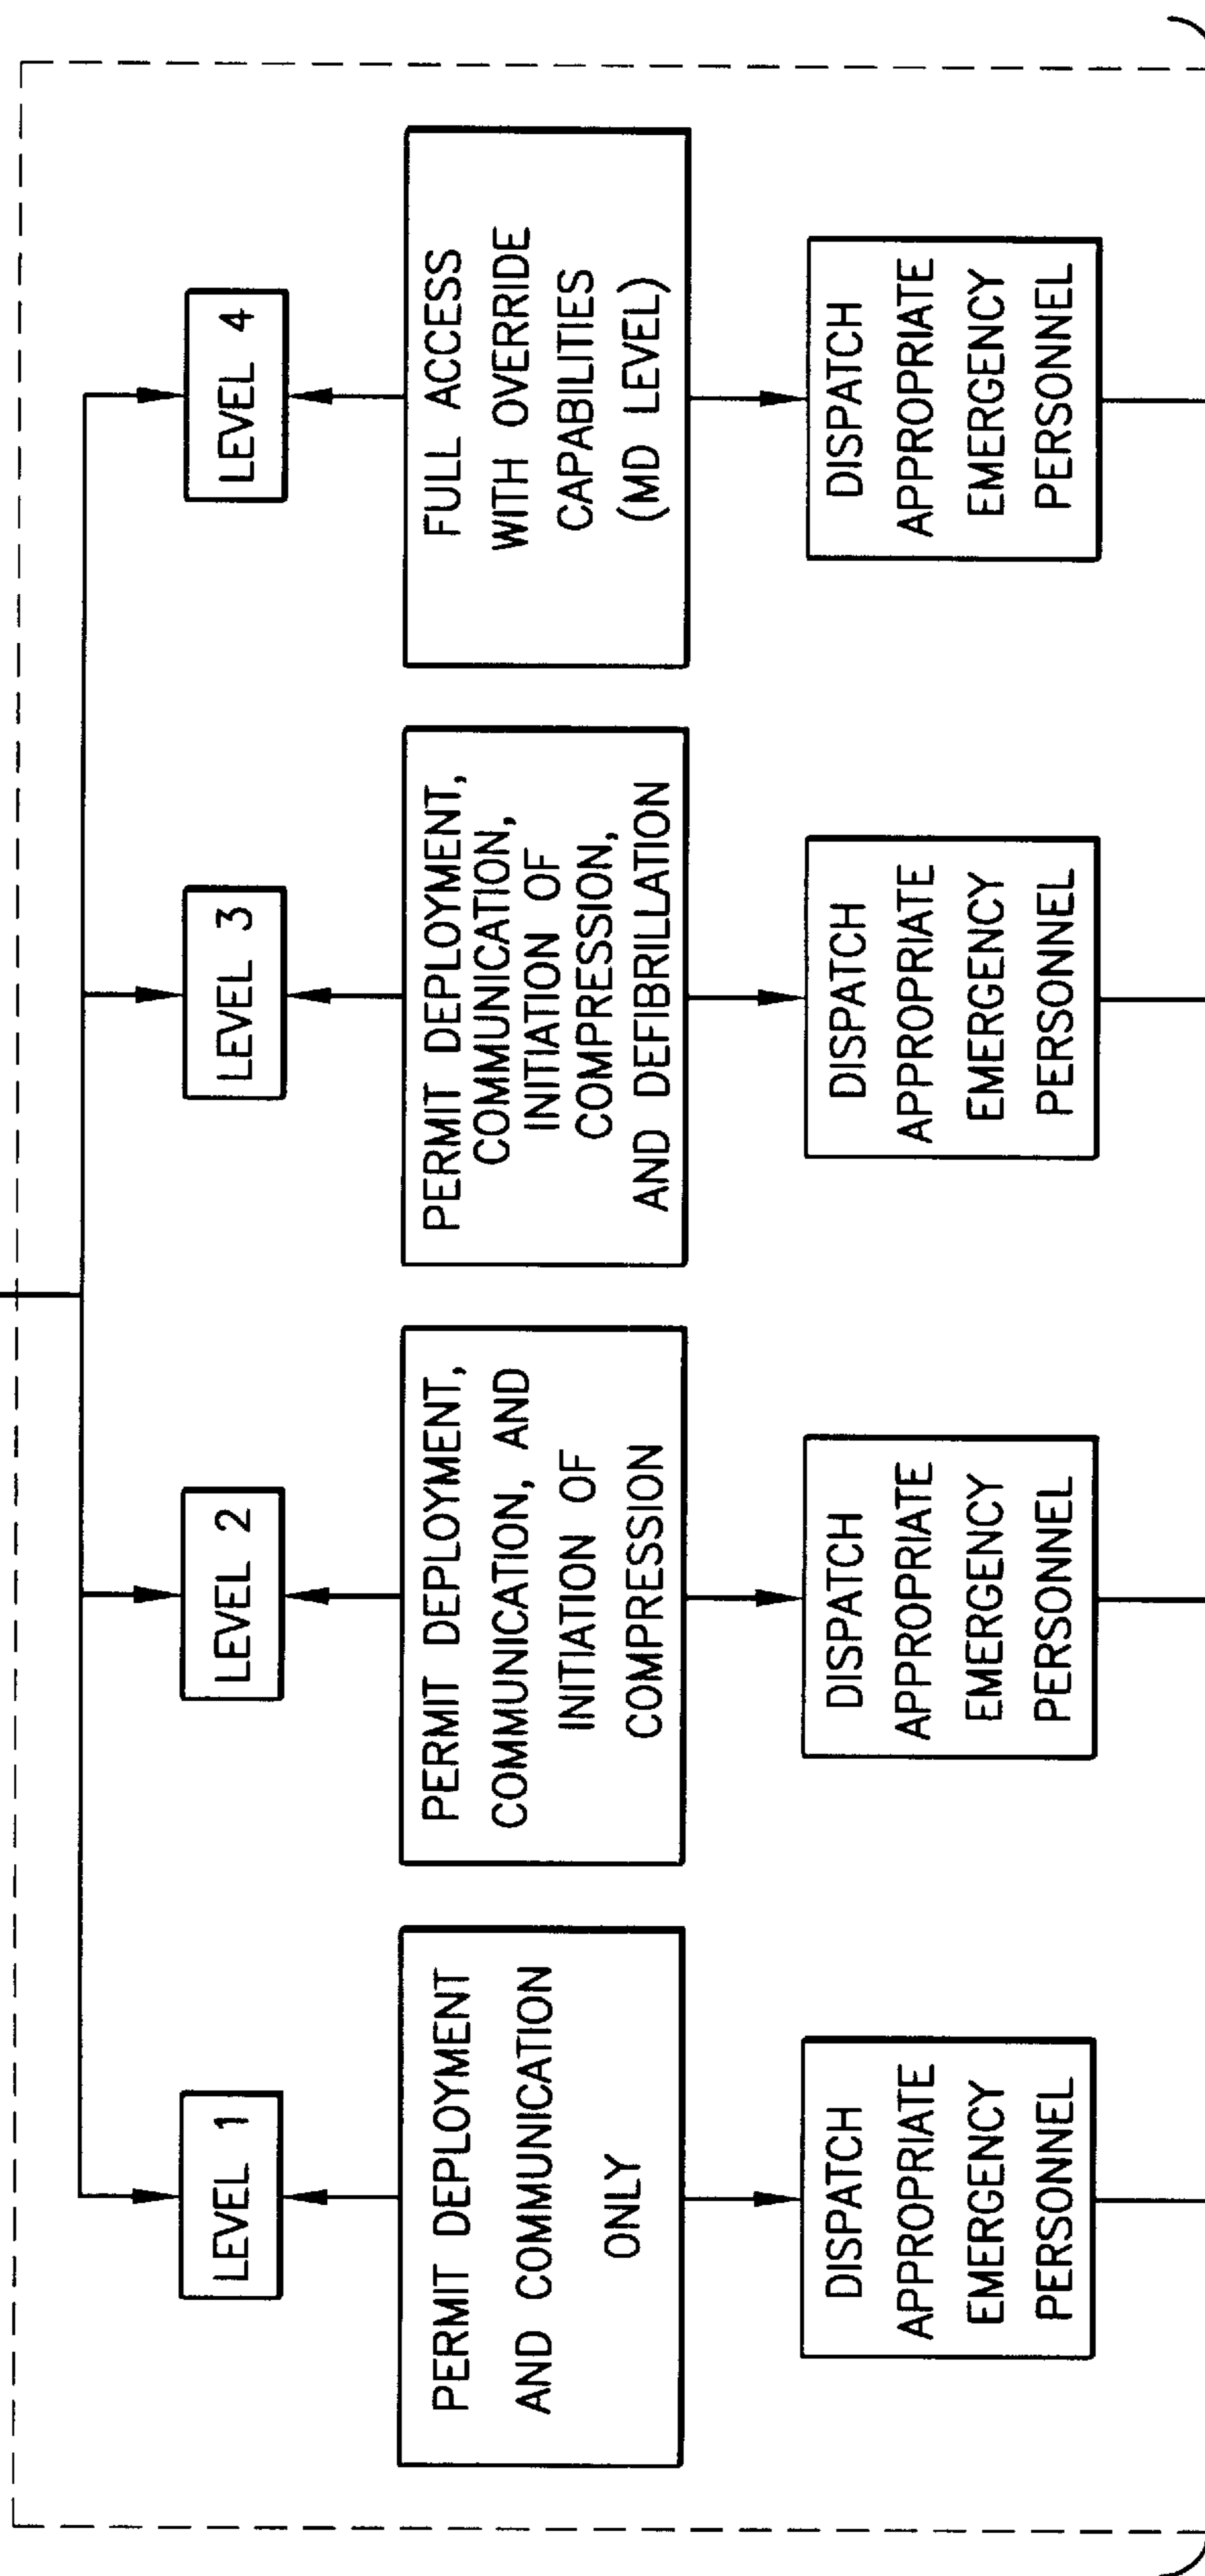 LEVEL 1
LEVEL 2
LEVEL 3
LEVEL 4
PERMIT DEPLOYMENT
AND COMMUNICATION
ONLY
PERMIT DEPLOYMENT,
COMMUNICATION, AND
INITIATION OF
COMPRESSION
PERMIT DEPLOYMENT,
COMMUNICATION,
INITIATION OF
COMPRESSION,
AND DEFIBRILLATION
FULL ACCESS
WITH OVERRIDE
CAPABILITIES
(MD LEVEL)
DISPATCH
APPROPRIATE
EMERGENCY
PERSONNEL
DISPATCH
APPROPRIATE
EMERGENCY
PERSONNEL
DISPATCH
APPROPRIATE
EMERGENCY
PERSONNEL
DISPATCH
APPROPRIATE
EMERGENCY
PERSONNEL